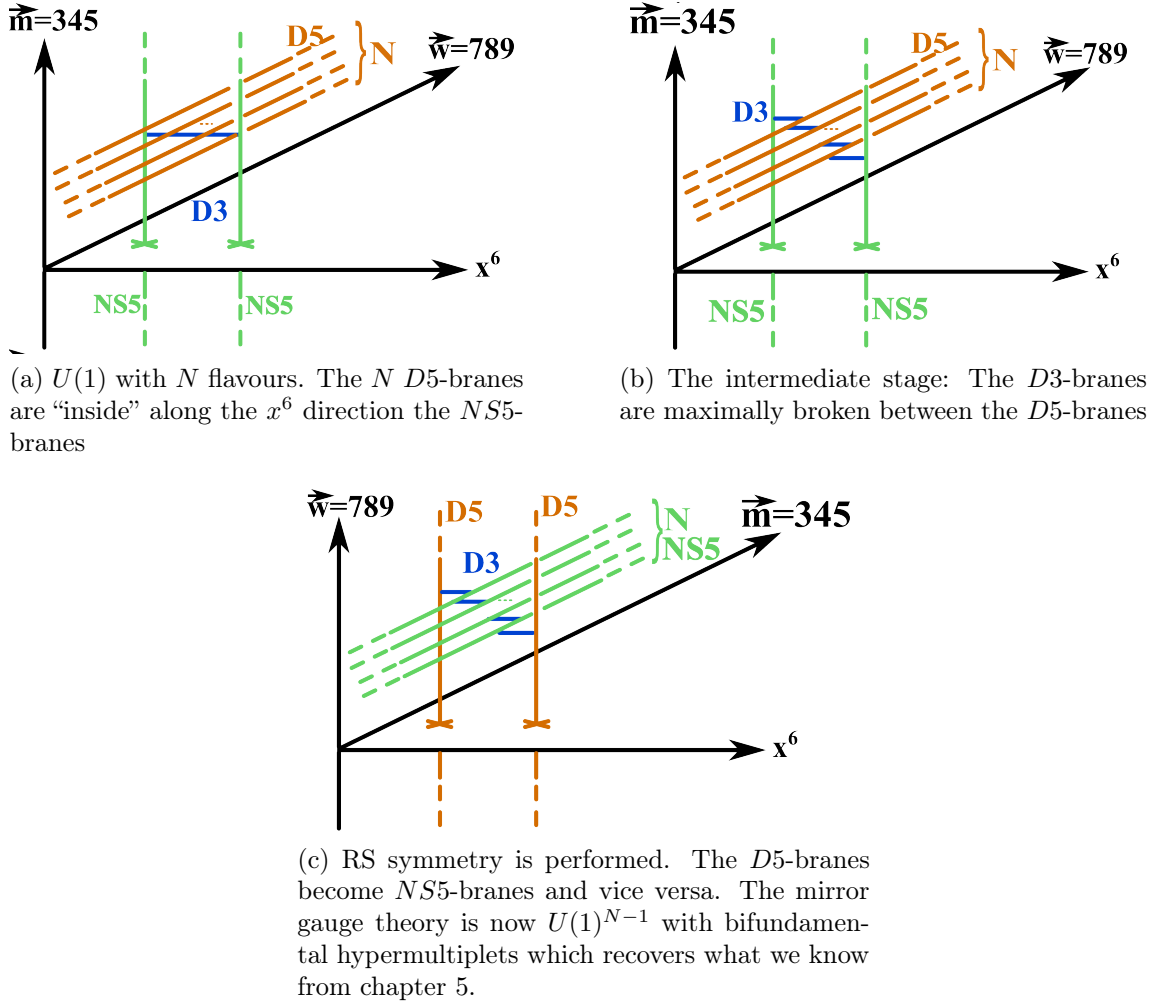 m=345
D5
N
w=789
D3
x⁶
NS5
NS5
(a) U(1) with N flavours. The N D5-branes
are “inside” along the x⁶ direction the NS5-
branes
m=345
D5
N
w=789
D3
x⁶
NS5
NS5
(b) The intermediate stage: The D3-branes
are maximally broken between the D5-branes
w=789
D5
D5
N
NS5
m=345
D3
x⁶
(c) RS symmetry is performed. The D5-branes
become NS5-branes and vice versa. The mirror
gauge theory is now U(1)ᴺ⁻¹ with bifundamen-
tal hypermultiplets which recovers what we know
from chapter 5.